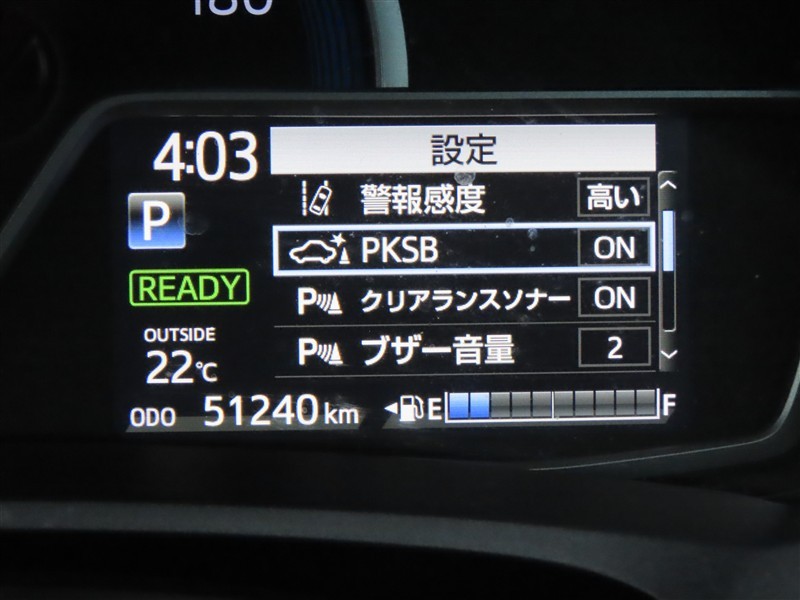 180
4:03
設定
警報感度 高い
P
PKSB ON
READY
P クリアランスソナー ON
OUTSIDE
22℃
P ブザー音量 2
ODO 51240 km
E F